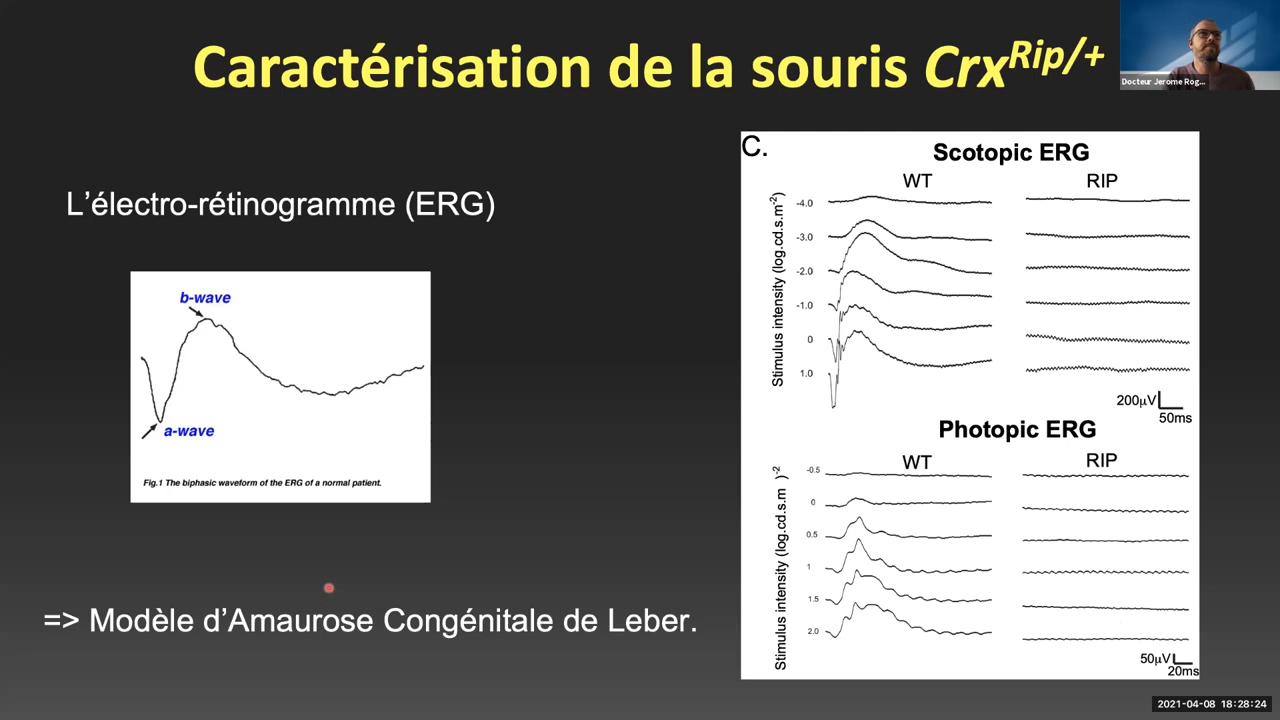 Caractérisation de la souris Crx^Rip/+
Docteur Jerome Rog...
L'électro-rétinogramme (ERG)
b-wave
a-wave
Fig.1 The biphasic waveform of the ERG of a normal patient.
=> Modèle d'Amaurose Congénitale de Leber.
C.
Scotopic ERG
WT RIP
Stimulus intensity (log.cd.s.m-2)
-4.0
-3.0
-2.0
-1.0
0
1.0
200µV
50ms
Photopic ERG
WT RIP
Stimulus intensity (log.cd.s.m )-2
-0.5
0
0.5
1
1.5
2.0
50µV
20ms
2021-04-08 18:28:24